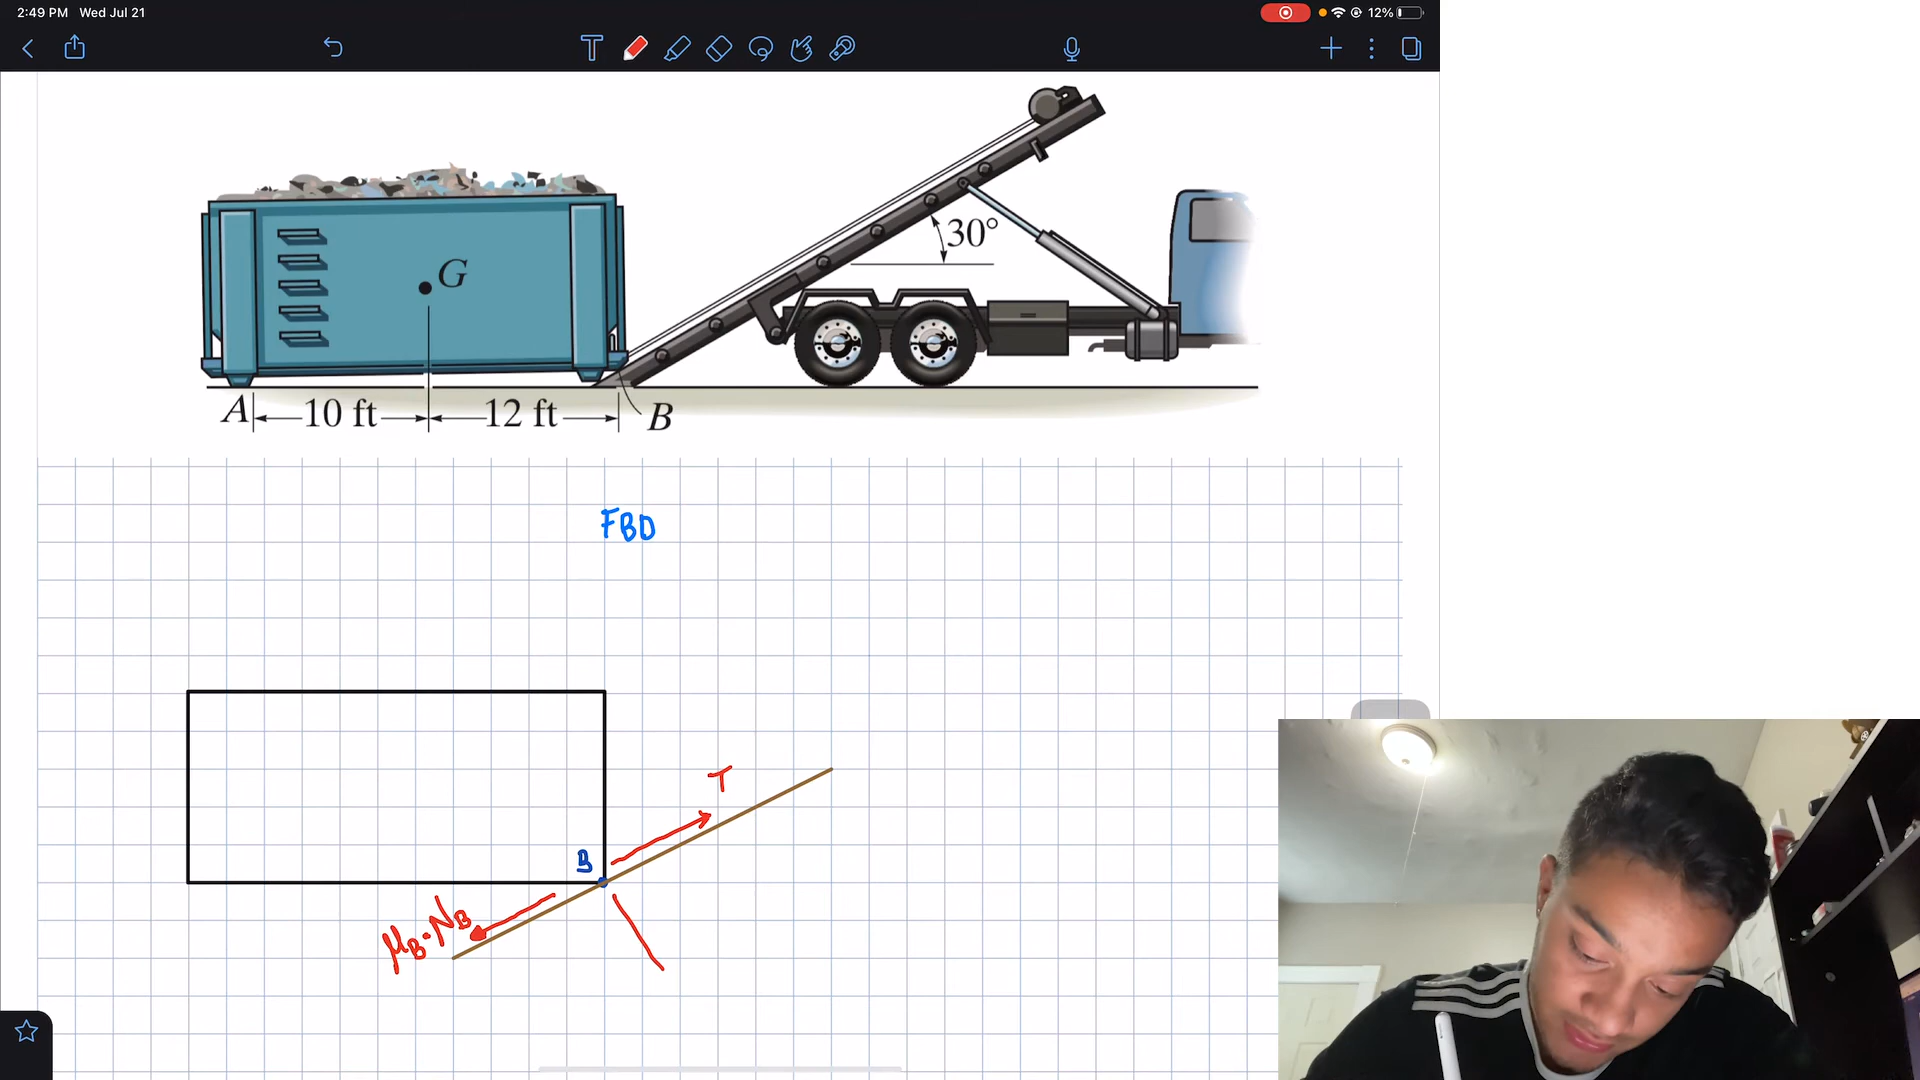 2:49 PM Wed Jul 21
12%
G
30°
A
10 ft
12 ft
B
FBD
T
B
μB·NB